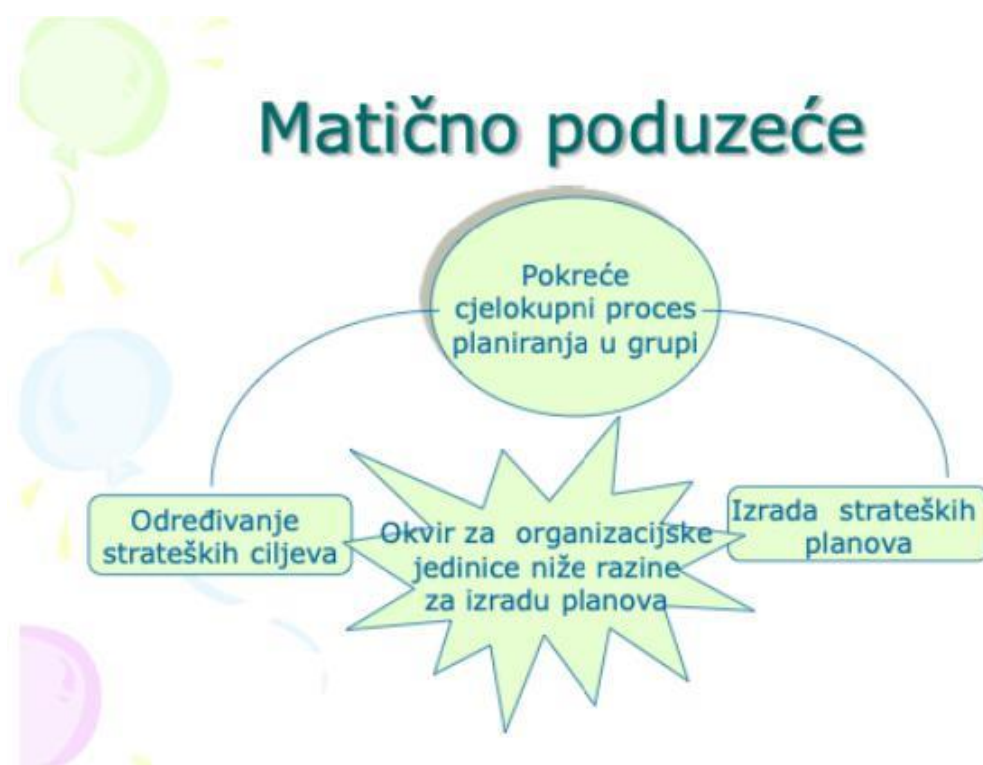 Matično poduzeće
Pokreće
cjelokupni proces
planiranja u grupi
Određivanje
strateških ciljeva
Okvir za organizacijske
jedinice niže razine
za izradu planova
Izrada strateških
planova